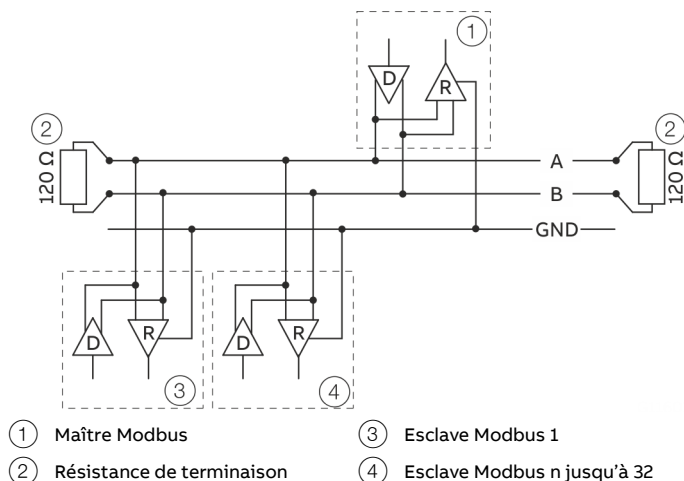 1
D
R
2
2
120 Ω
120 Ω
A
B
GND
D
R
D
R
3
4
1 Maître Modbus
3 Esclave Modbus 1
2 Résistance de terminaison
4 Esclave Modbus n jusqu'à 32